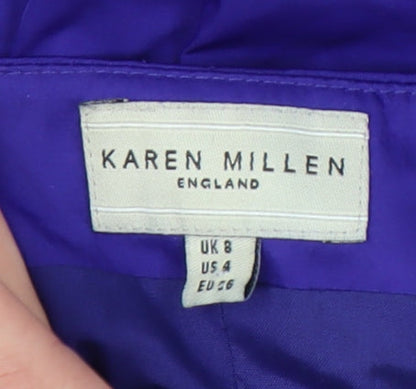 KAREN MILLEN
ENGLAND
UK 8
US 4
EU 36